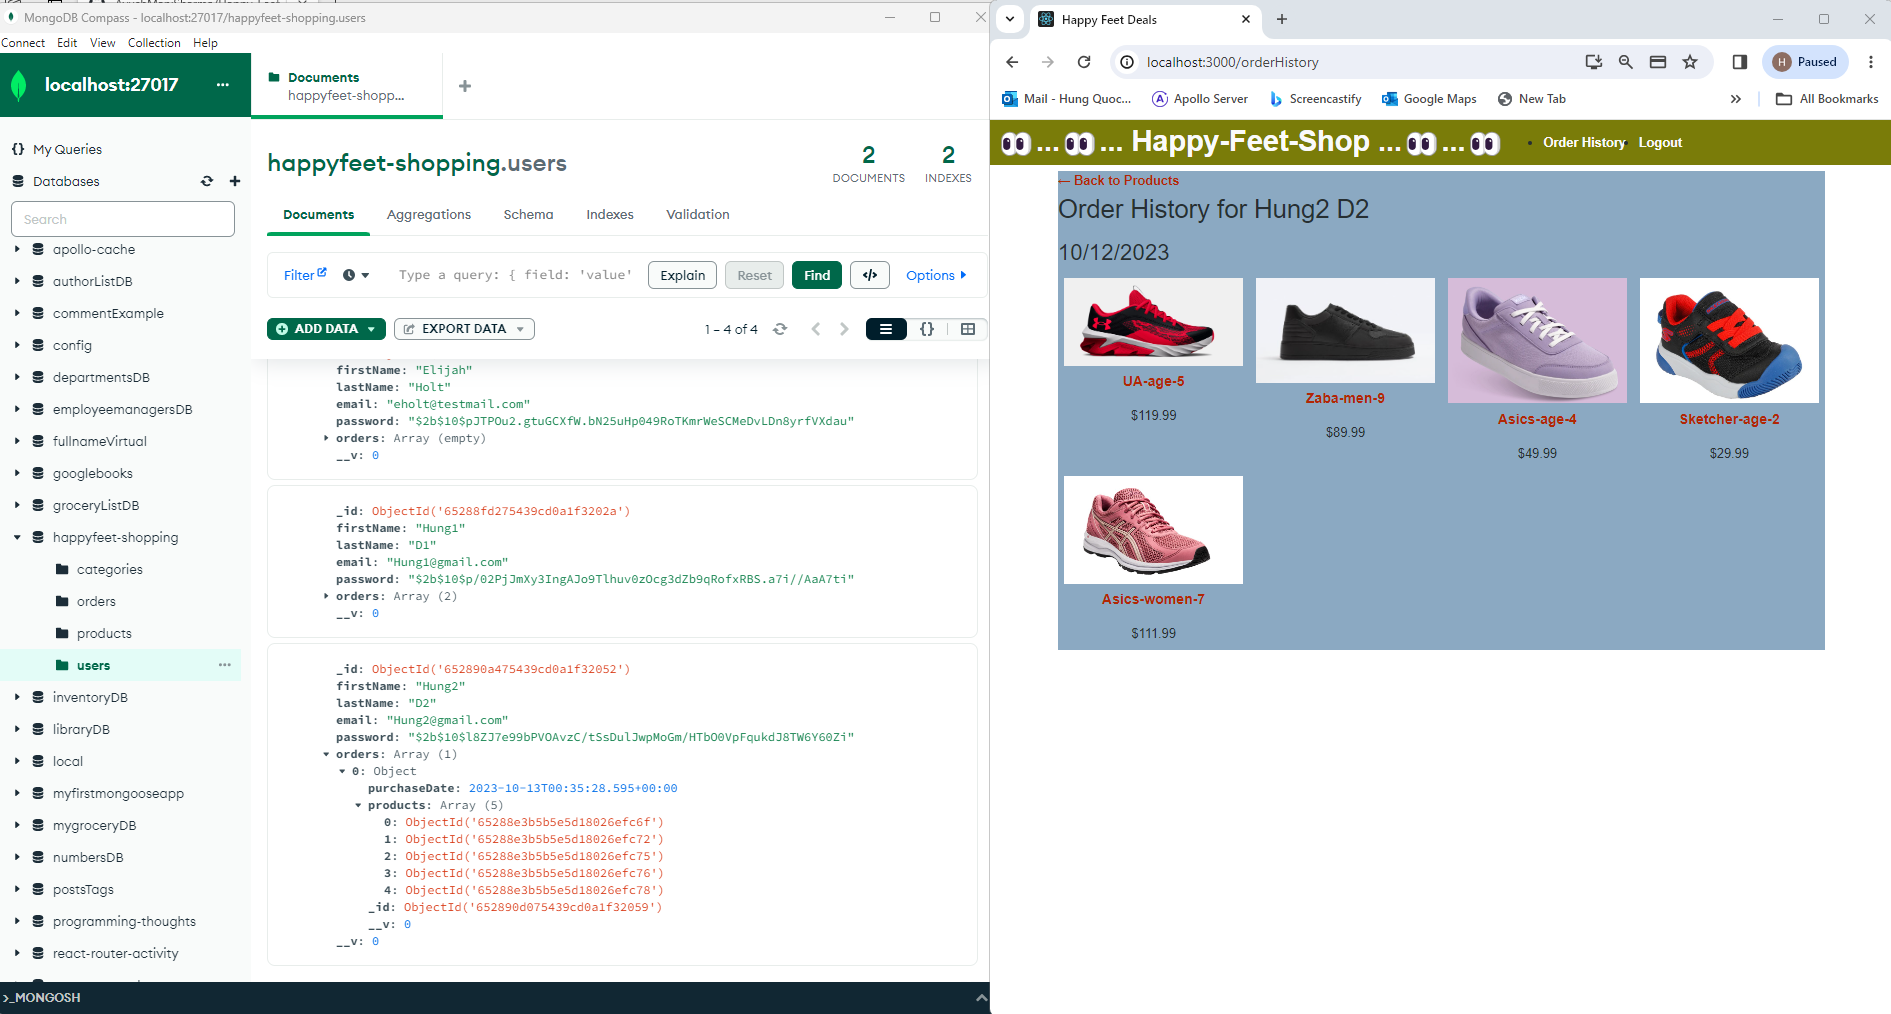 MongoDB Compass - localhost:27017/happyfeet-shopping.users
Connect Edit View Collection Help
localhost:27017 ...
My Queries
Databases
Search
apollo-cache
authorListDB
commentExample
config
departmentsDB
employeemanagersDB
fullnameVirtual
googlebooks
groceryListDB
happyfeet-shopping
categories
orders
products
users ...
inventoryDB
libraryDB
local
myfirstmongooseapp
mygroceryDB
numbersDB
postsTags
programming-thoughts
react-router-activity
>_MONGOSH
Documents
happyfeet-shopp...
happyfeet-shopping.users
2
DOCUMENTS
2
INDEXES
Documents Aggregations Schema Indexes Validation
Filter Type a query: { field: 'value' Explain Reset Find </> Options
ADD DATA EXPORT DATA 1 – 4 of 4 {}
firstName: "Elijah"
lastName: "Holt"
email: "eholt@testmail.com"
password: "$2b$10$pJTPOu2.gtuGCXfW.bN25uHp049RoTKmrWeSCMeDvLDn8yrfVXdau"
orders: Array (empty)
__v: 0
_id: ObjectId('65288fd275439cd0a1f3202a')
firstName: "Hung1"
lastName: "D1"
email: "Hung1@gmail.com"
password: "$2b$10$p/02PjJmXy3IngAJo9Tlhuv0zOcg3dZb9qRofxRBS.a7i//AaA7ti"
orders: Array (2)
__v: 0
_id: ObjectId('652890a475439cd0a1f32052')
firstName: "Hung2"
lastName: "D2"
email: "Hung2@gmail.com"
password: "$2b$10$l8ZJ7e99bPVOAvzC/tSsDulJwpMoGm/HTbO0VpFqukdJ8TW6Y60Zi"
orders: Array (1)
0: Object
purchaseDate: 2023-10-13T00:35:28.595+00:00
products: Array (5)
0: ObjectId('65288e3b5b5e5d18026efc6f')
1: ObjectId('65288e3b5b5e5d18026efc72')
2: ObjectId('65288e3b5b5e5d18026efc75')
3: ObjectId('65288e3b5b5e5d18026efc76')
4: ObjectId('65288e3b5b5e5d18026efc78')
_id: ObjectId('652890d075439cd0a1f32059')
__v: 0
__v: 0
Happy Feet Deals
localhost:3000/orderHistory
H Paused
Mail - Hung Quoc... Apollo Server Screencastify Google Maps New Tab » All Bookmarks
👀...👀... Happy-Feet-Shop ...👀...👀
• Order History • Logout
← Back to Products
Order History for Hung2 D2
10/12/2023
UA-age-5
$119.99
Zaba-men-9
$89.99
Asics-age-4
$49.99
Sketcher-age-2
$29.99
Asics-women-7
$111.99